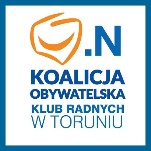 .N
KOALICJA
OBYWATELSKA
KLUB RADNYCH
W TORUNIU